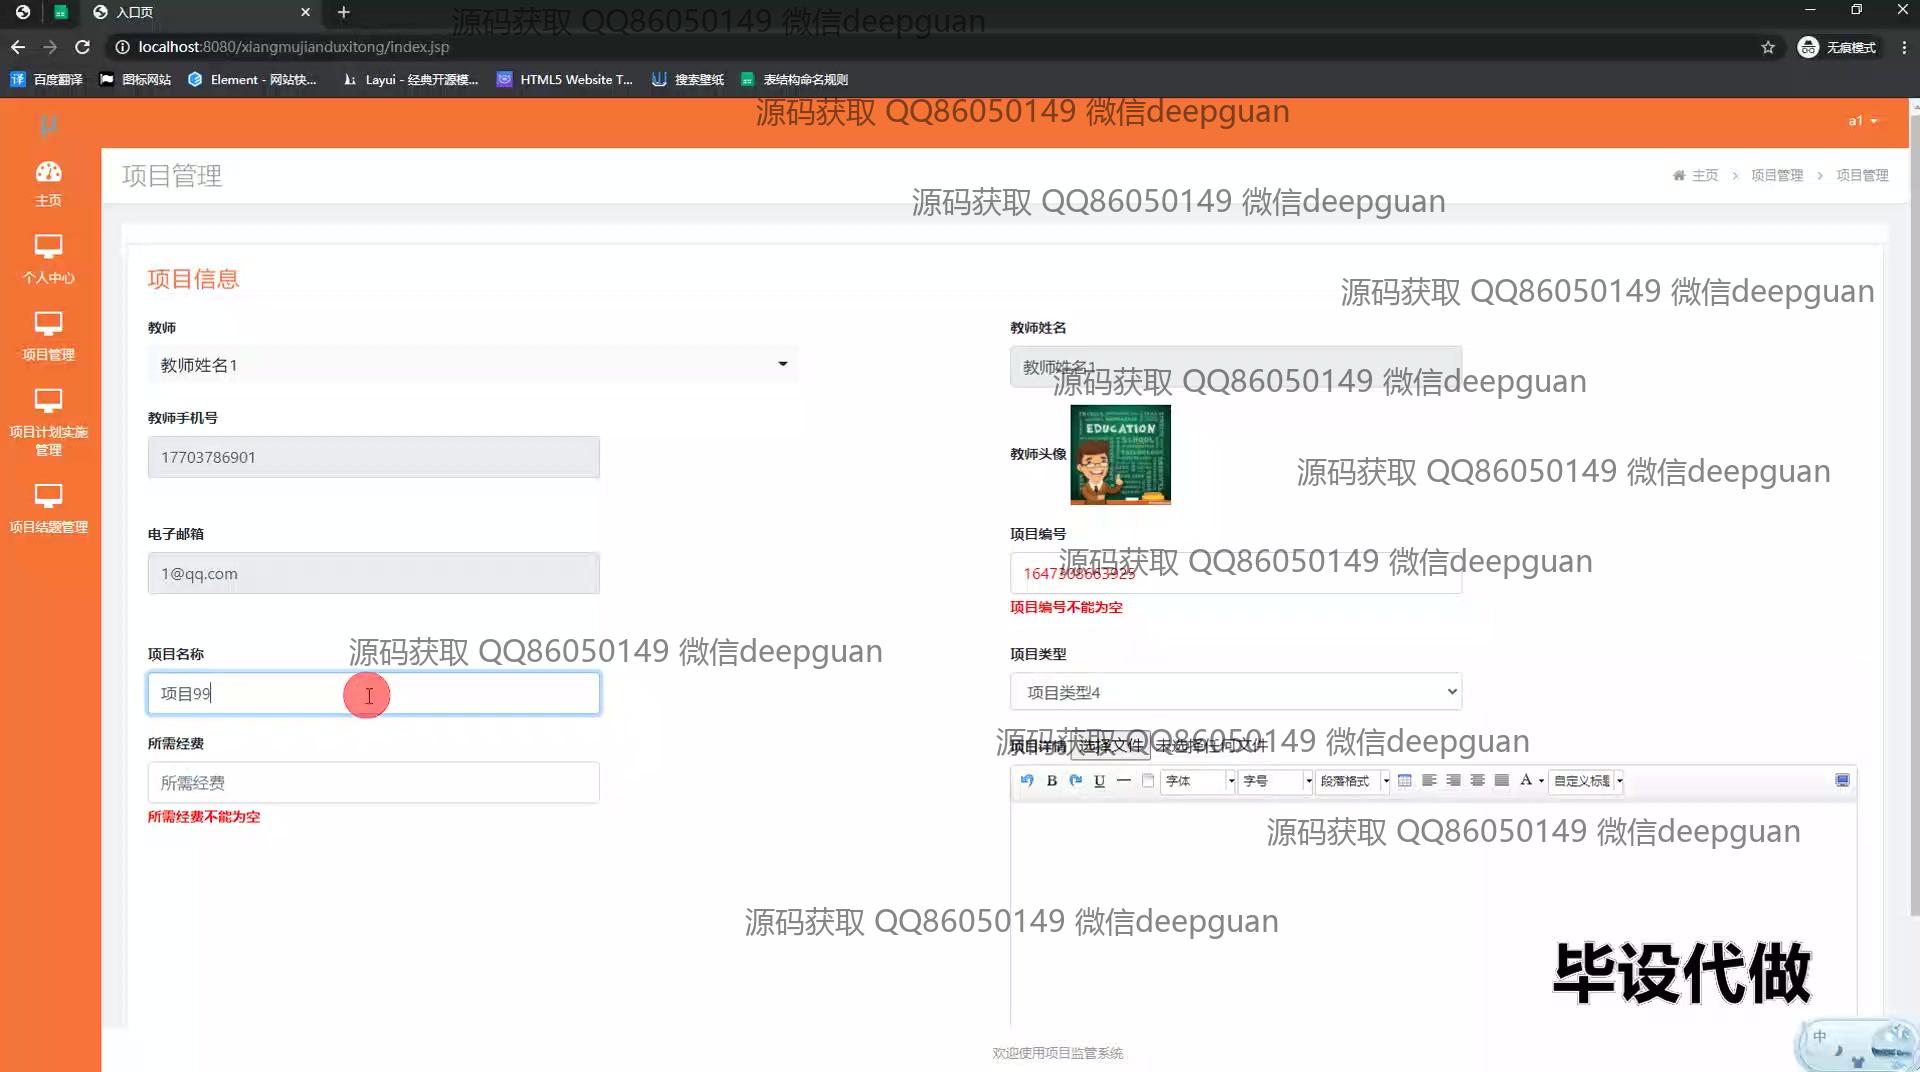 入口页
源码获取 QQ86050149 微信deepguan
localhost:8080/xiangmujianduxitong/index.jsp
无痕模式
译 百度翻译 图标网站 Element - 网站快... Layui - 经典开源模... HTML5 Website T... 搜索壁纸 表结构命名规则
源码获取 QQ86050149 微信deepguan
μ
a1
项目管理
主页 > 项目管理 > 项目管理
源码获取 QQ86050149 微信deepguan
主页
个人中心
项目管理
项目计划实施
管理
项目结题管理
项目信息
源码获取 QQ86050149 微信deepguan
教师
教师姓名
教师姓名1
教师姓名1
源码获取 QQ86050149 微信deepguan
教师手机号
17703786901
教师头像
EDUCATION
源码获取 QQ86050149 微信deepguan
电子邮箱
项目编号
1@qq.com
1647308663925
源码获取 QQ86050149 微信deepguan
项目编号不能为空
项目名称
源码获取 QQ86050149 微信deepguan
项目类型
项目99
项目类型4
所需经费
项目详情 选择文件 未选择任何文件
源码获取 QQ86050149 微信deepguan
所需经费
B U 字体 字号 段落格式 A 自定义标题
所需经费不能为空
源码获取 QQ86050149 微信deepguan
源码获取 QQ86050149 微信deepguan
毕设代做
中
欢迎使用项目监管系统